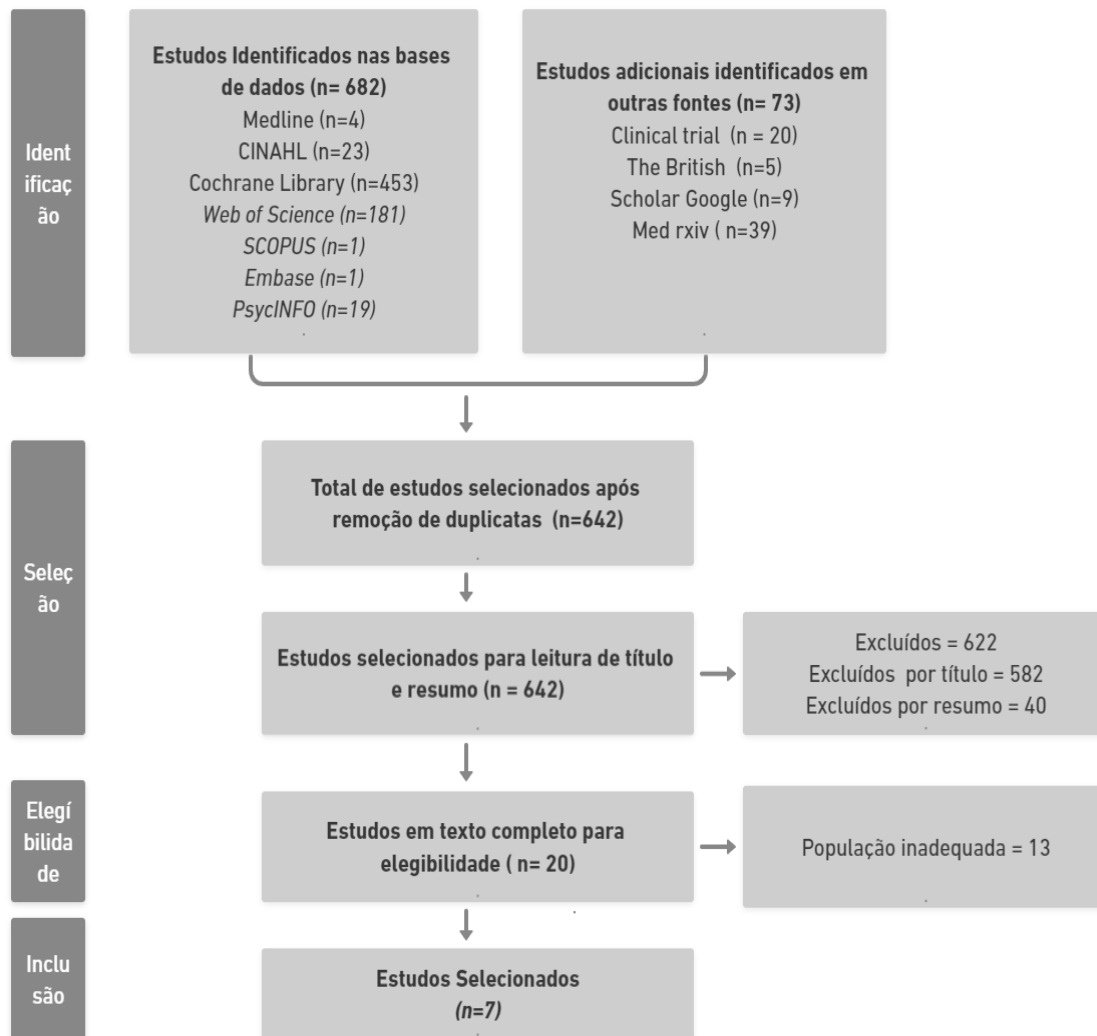 Ident
ificaç
ão
Estudos Identificados nas bases
de dados (n= 682)
Medline (n=4)
CINAHL (n=23)
Cochrane Library (n=453)
Web of Science (n=181)
SCOPUS (n=1)
Embase (n=1)
PsycINFO (n=19)
Estudos adicionais identificados em
outras fontes (n= 73)
Clinical trial (n = 20)
The British (n=5)
Scholar Google (n=9)
Med rxiv ( n=39)
Seleç
ão
Total de estudos selecionados após
remoção de duplicatas (n=642)
Estudos selecionados para leitura de título
e resumo (n = 642)
Excluídos = 622
Excluídos por título = 582
Excluídos por resumo = 40
Elegí
bilida
de
Estudos em texto completo para
elegibilidade ( n= 20)
População inadequada = 13
Inclu
são
Estudos Selecionados
(n=7)